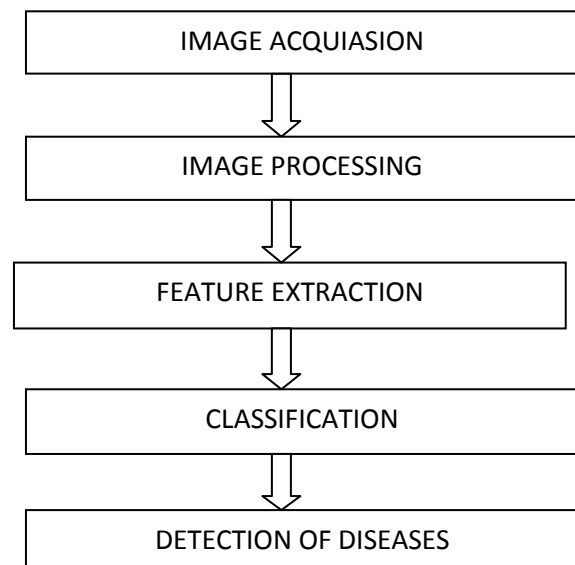 IMAGE ACQUIASION
IMAGE PROCESSING
FEATURE EXTRACTION
CLASSIFICATION
DETECTION OF DISEASES